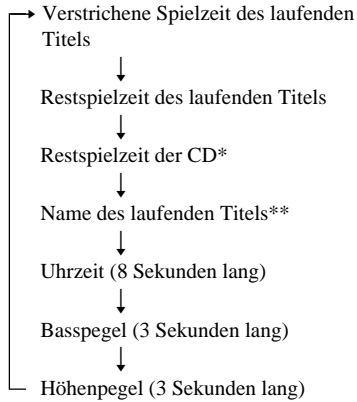 Verstrichene Spielzeit des laufenden
Titels
Restspielzeit des laufenden Titels
Restspielzeit der CD*
Name des laufenden Titels**
Uhrzeit (8 Sekunden lang)
Basspegel (3 Sekunden lang)
Höhenpegel (3 Sekunden lang)